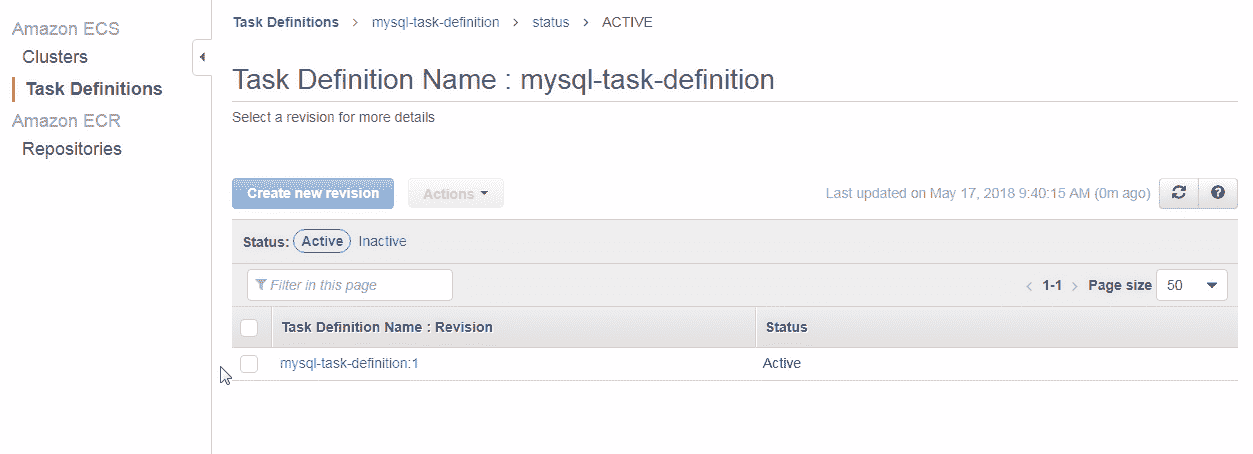 Amazon ECS
Clusters
Task Definitions
Amazon ECR
Repositories
Task Definitions > mysql-task-definition > status > ACTIVE
Task Definition Name : mysql-task-definition
Select a revision for more details
Create new revision Actions Last updated on May 17, 2018 9:40:15 AM (0m ago)
Status: Active Inactive
Filter in this page < 1-1 > Page size 50
Task Definition Name : Revision Status
mysql-task-definition:1 Active